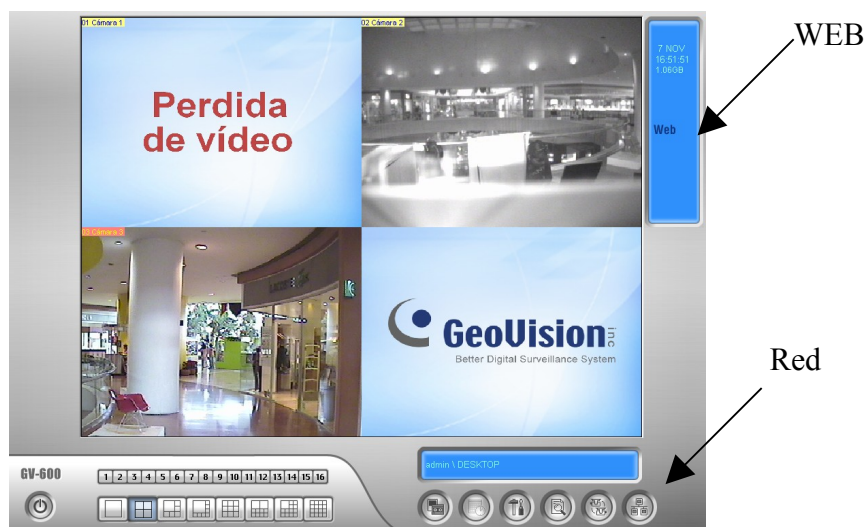 01 Cámara 1
02 Cámara 2
WEB
7 NOV
16:51:51
1.06GB
Perdida
de vídeo
Web
03 Cámara 3
GeoVision inc
Better Digital Surveillance System
Red
admin \ DESKTOP
GV-600
1 2 3 4 5 6 7 8 9 10 11 12 13 14 15 16